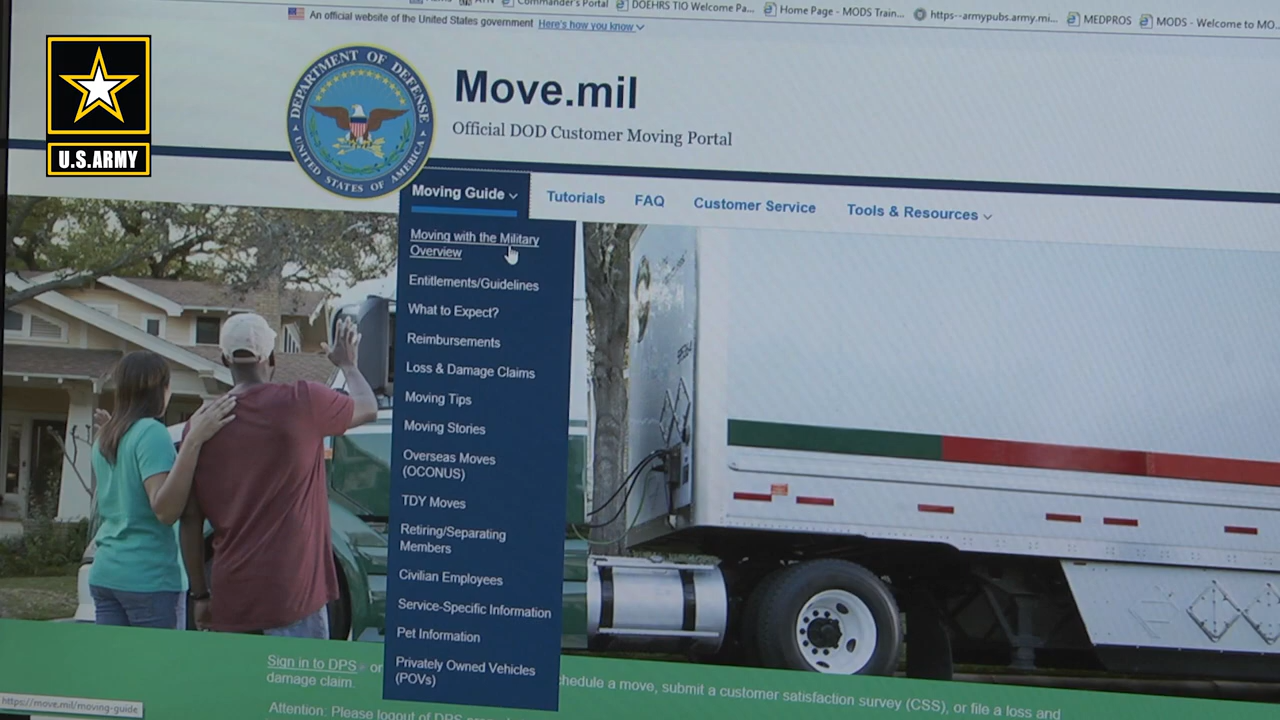 Commander's Portal
DOEHRS TIO Welcome Pa...
Home Page - MODS Train...
https--armypubs.army.mi...
MEDPROS
MODS - Welcome to MO...
An official website of the United States government Here's how you know
DEPARTMENT OF DEFENSE
UNITED STATES OF AMERICA
Move.mil
Official DOD Customer Moving Portal
U.S.ARMY
Moving Guide
Tutorials
FAQ
Customer Service
Tools & Resources
Moving with the Military
Overview
Entitlements/Guidelines
What to Expect?
Reimbursements
Loss & Damage Claims
Moving Tips
Moving Stories
Overseas Moves
(OCONUS)
TDY Moves
Retiring/Separating
Members
Civilian Employees
Service-Specific Information
Pet Information
Privately Owned Vehicles
(POVs)
Sign in to DPS or
chedule a move, submit a customer satisfaction survey (CSS), or file a loss and
damage claim.
Attention: Please logout of DPS
https://move.mil/moving-guide